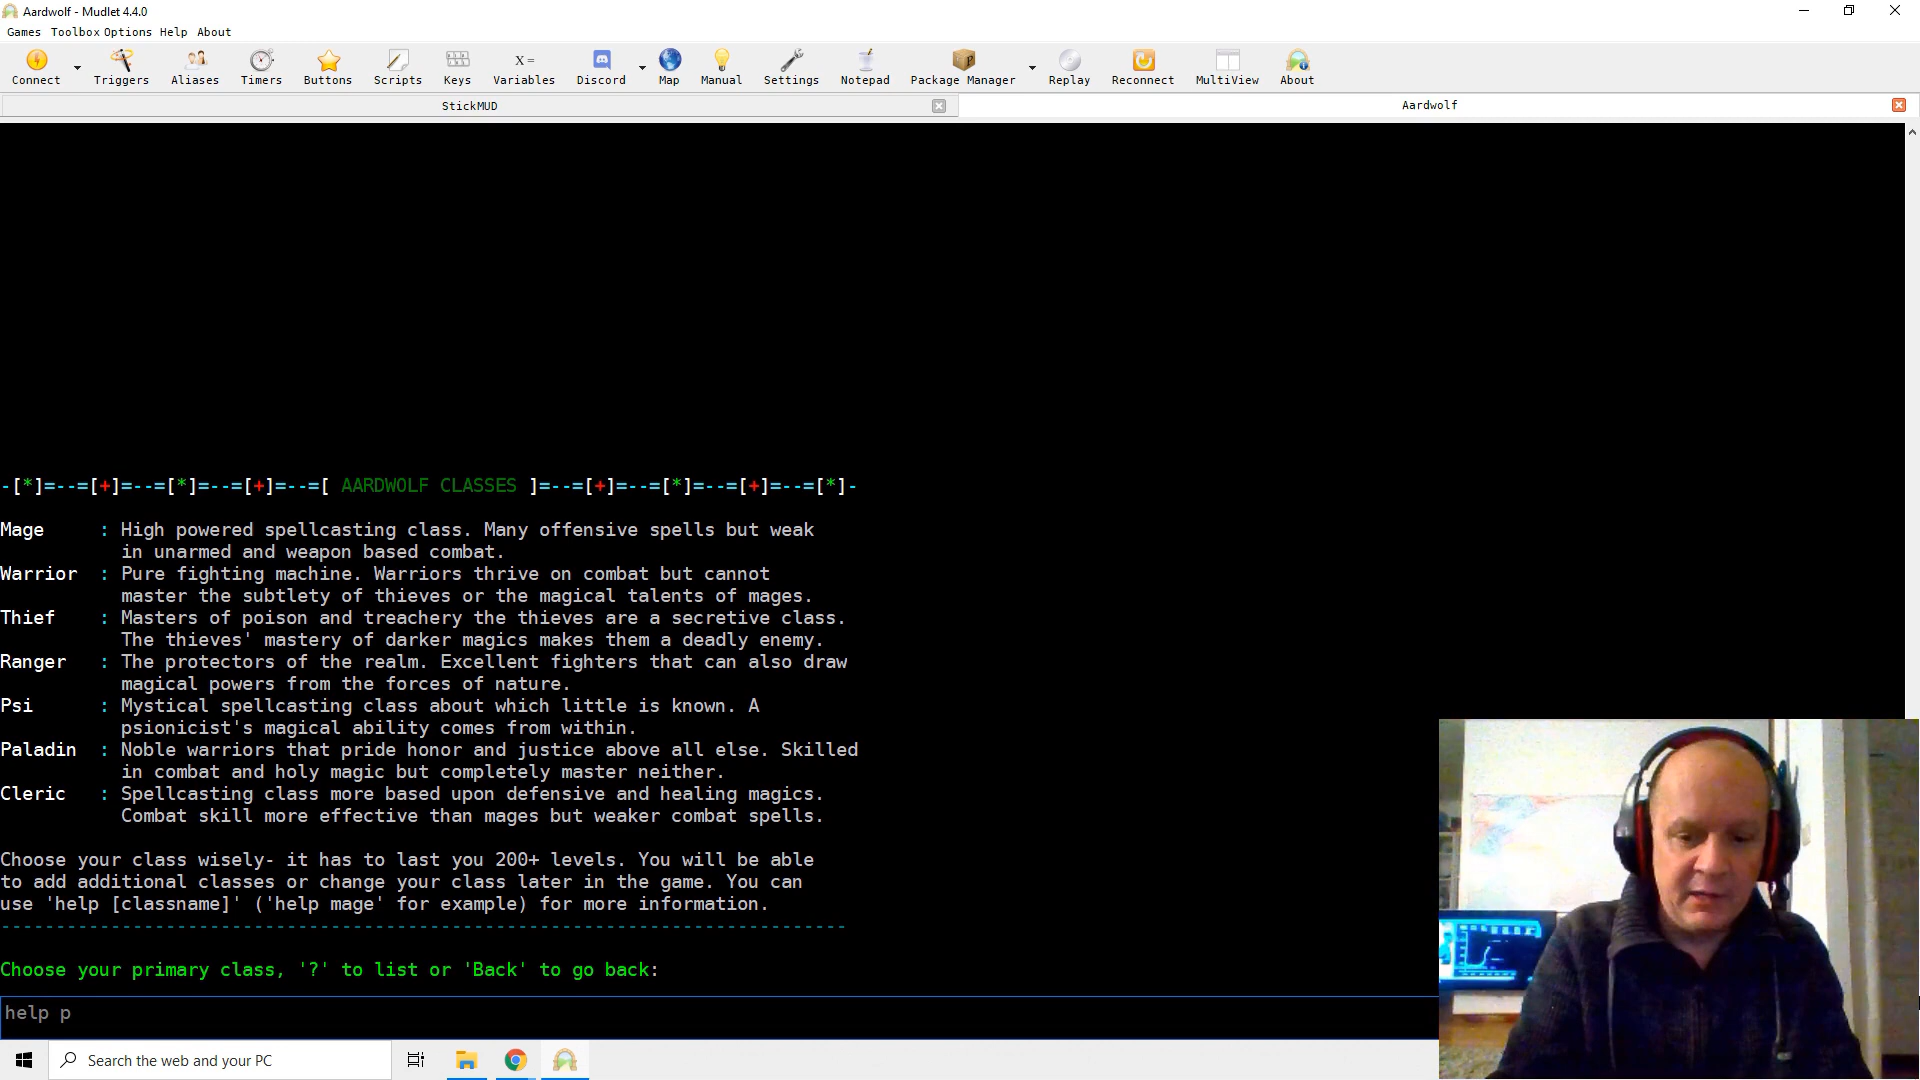 Aardwolf - Mudlet 4.4.0
Games Toolbox Options Help About
Connect Triggers Aliases Timers Buttons Scripts Keys Variables Discord Map Manual Settings Notepad Package Manager Replay Reconnect MultiView About
StickMUD Aardwolf
-[*]=--=[+]=--=[*]=--=[+]=--=[ AARDWOLF CLASSES ]=--=[+]=--=[*]=--=[+]=--=[*]-
Mage : High powered spellcasting class. Many offensive spells but weak
in unarmed and weapon based combat.
Warrior : Pure fighting machine. Warriors thrive on combat but cannot
master the subtlety of thieves or the magical talents of mages.
Thief : Masters of poison and treachery the thieves are a secretive class.
The thieves' mastery of darker magics makes them a deadly enemy.
Ranger : The protectors of the realm. Excellent fighters that can also draw
magical powers from the forces of nature.
Psi : Mystical spellcasting class about which little is known. A
psionicist's magical ability comes from within.
Paladin : Noble warriors that pride honor and justice above all else. Skilled
in combat and holy magic but completely master neither.
Cleric : Spellcasting class more based upon defensive and healing magics.
Combat skill more effective than mages but weaker combat spells.
Choose your class wisely- it has to last you 200+ levels. You will be able
to add additional classes or change your class later in the game. You can
use 'help [classname]' ('help mage' for example) for more information.
-----------------------------------------------------------------------------
Choose your primary class, '?' to list or 'Back' to go back:
help p
Search the web and your PC